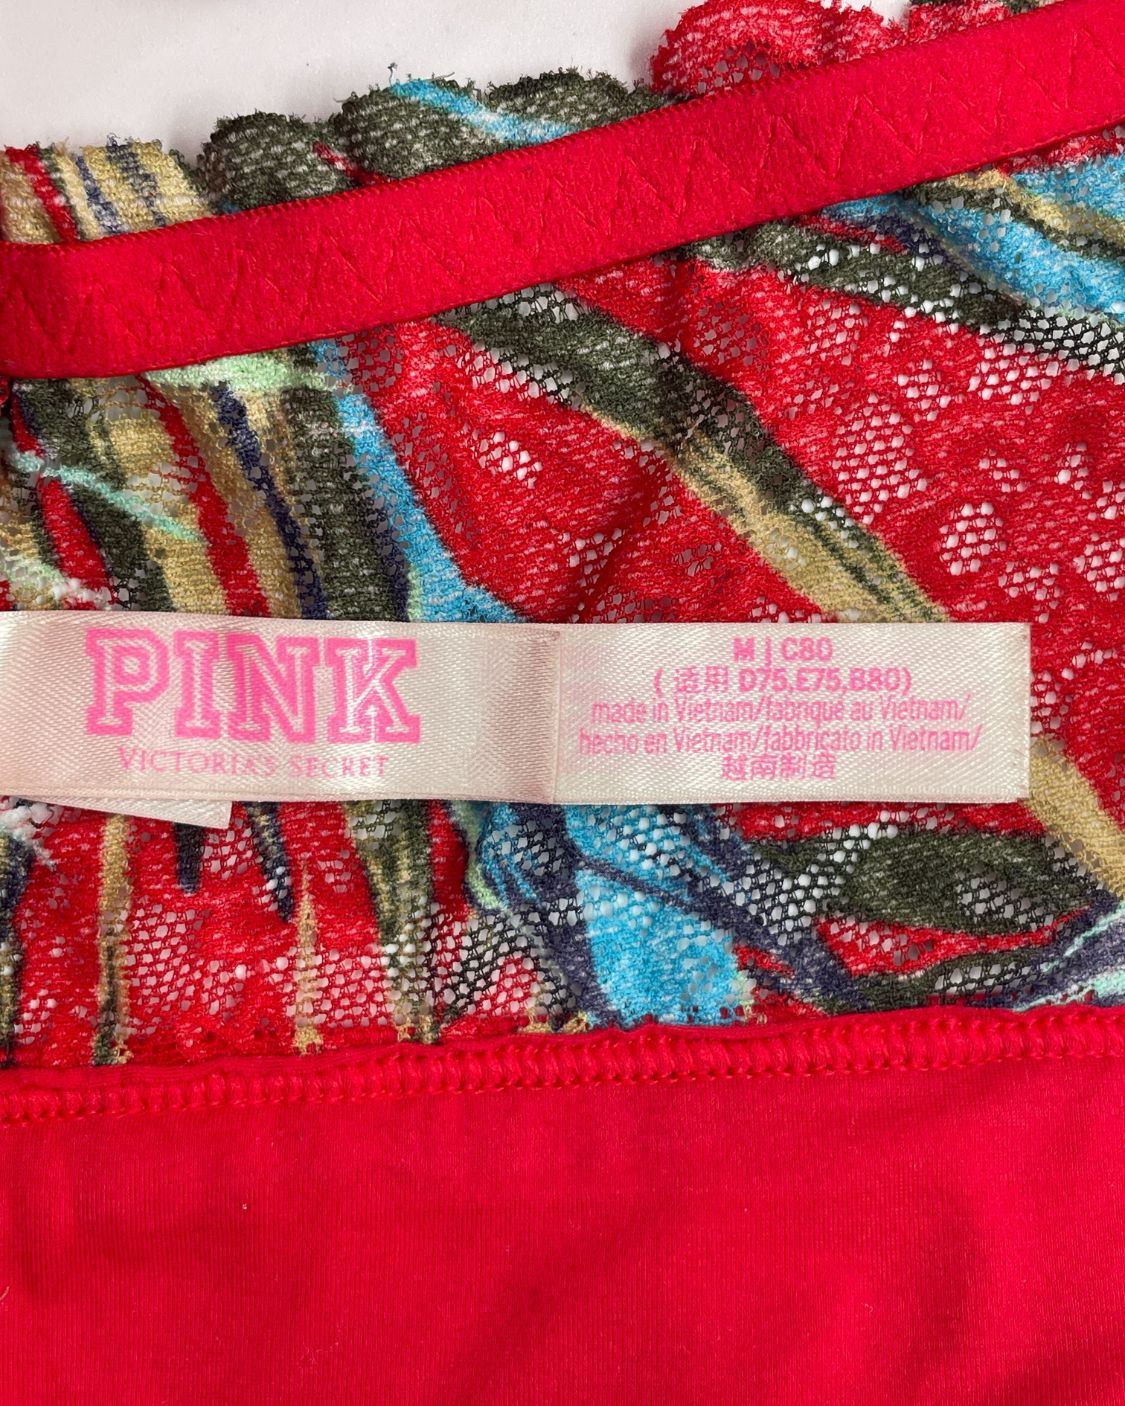 PINK
VICTORIA'S SECRET
M | C80
( 适用 D75,E75,B80)
made in Vietnam/fabriqué au Vietnam/
hecho en Vietnam/fabbricato in Vietnam/
越南制造